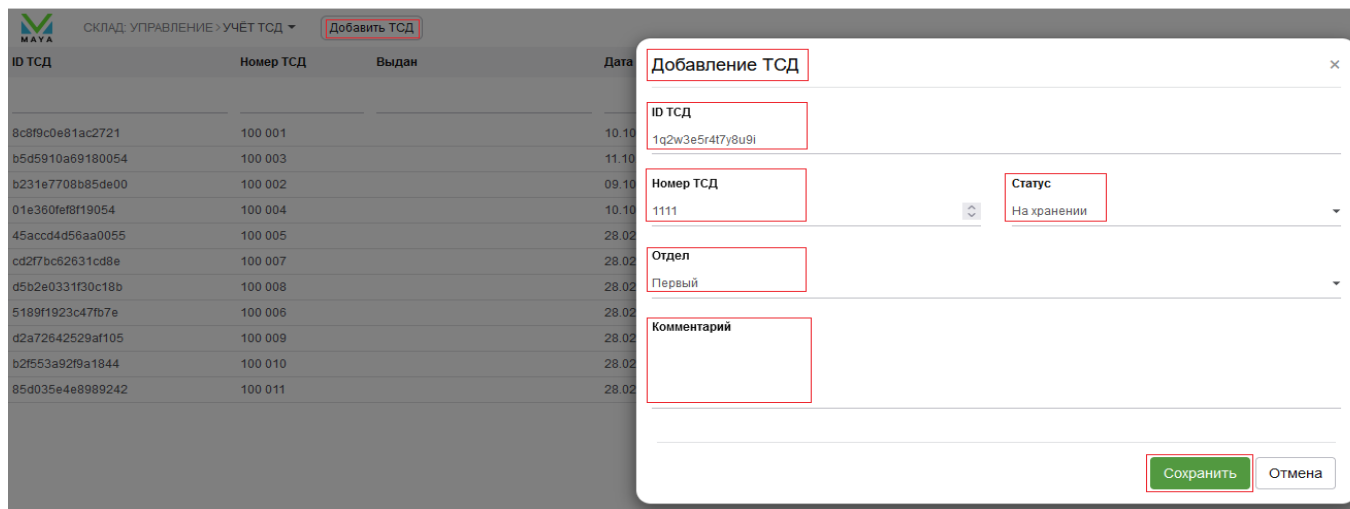 MAYA
СКЛАД: УПРАВЛЕНИЕ > УЧЁТ ТСД
Добавить ТСД
ID ТСД Номер ТСД Выдан Дата
8c8f9c0e81ac2721 100 001 10.10
b5d5910a69180054 100 003 11.10
b231e7708b85de00 100 002 09.10
01e360fef8f19054 100 004 10.10
45accd4d56aa0055 100 005 28.02
cd2f7bc62631cd8e 100 007 28.02
d5b2e0331f30c18b 100 008 28.02
5189f1923c47fb7e 100 006 28.02
d2a72642529af105 100 009 28.02
b2f553a92f9a1844 100 010 28.02
85d035e4e8989242 100 011 28.02
Добавление ТСД ×
ID ТСД
1q2w3e5r4t7y8u9i
Номер ТСД Статус
1111 На хранении
Отдел
Первый
Комментарий
Сохранить Отмена